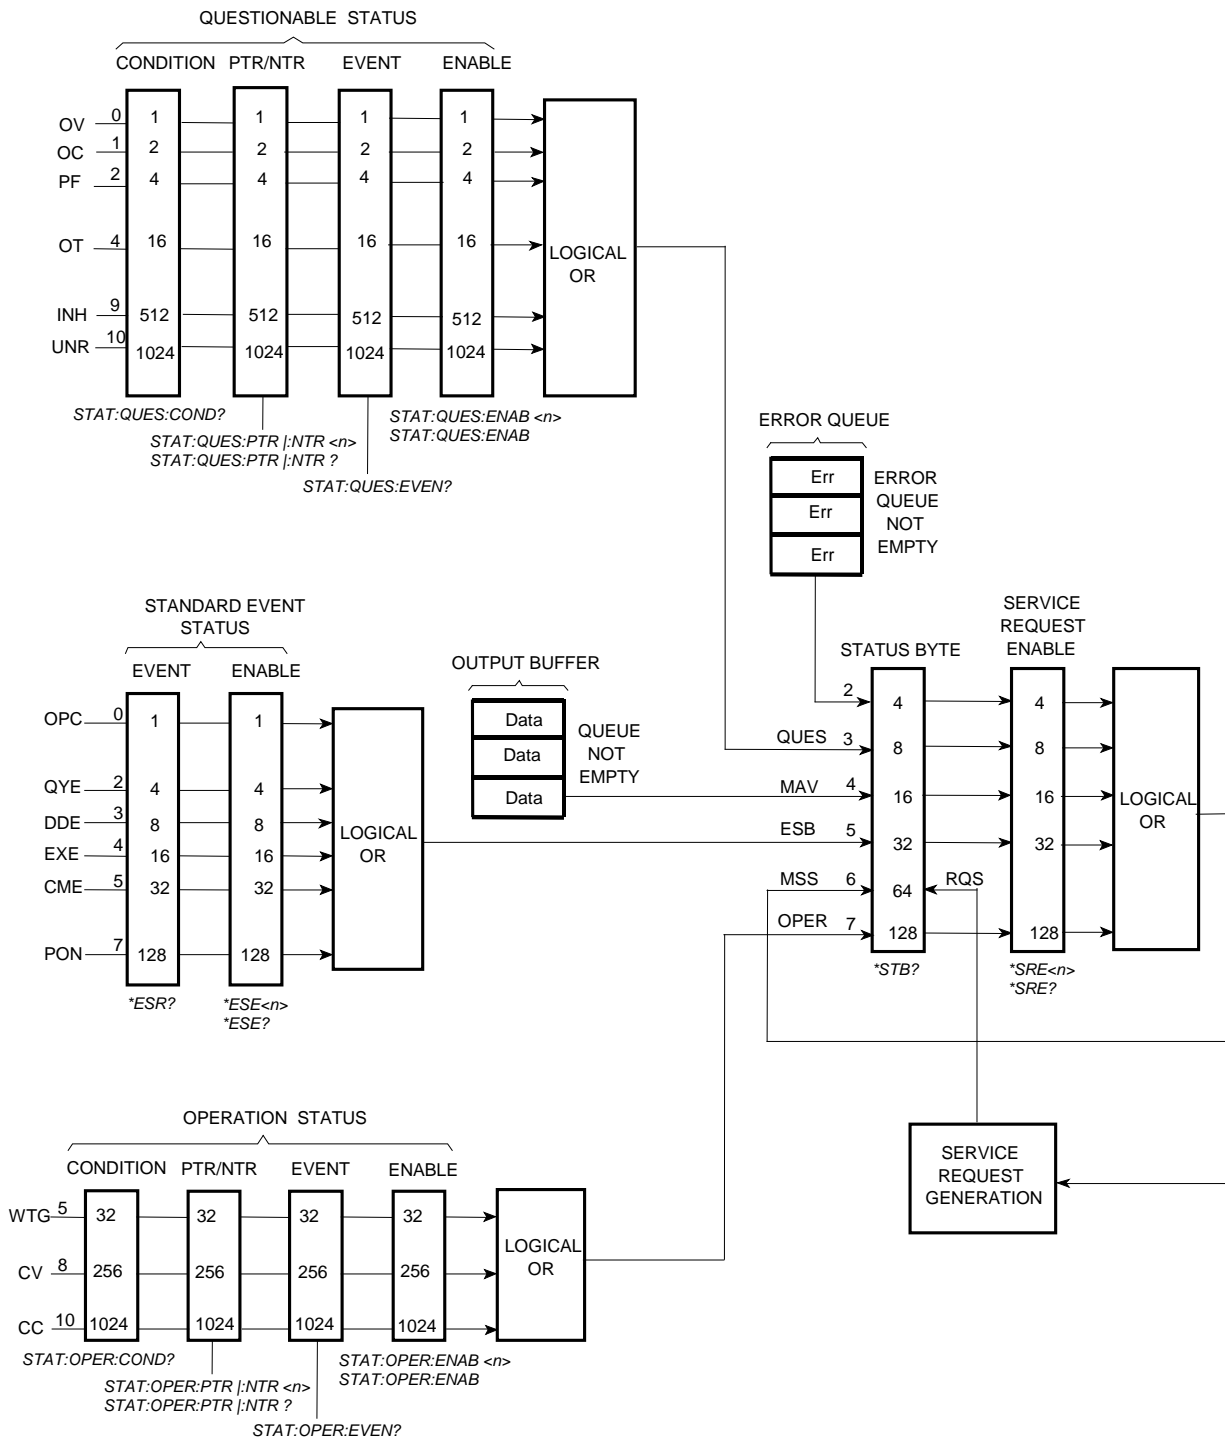 QUESTIONABLE STATUS
CONDITION PTR/NTR EVENT ENABLE
OV 0 1 1 1 1
OC 1 2 2 2 2
PF 2 4 4 4 4
OT 4 16 16 16 16
LOGICAL
OR
INH 9 512 512 512 512
UNR 10 1024 1024 1024 1024
STAT:QUES:COND?
STAT:QUES:PTR |:NTR <n>
STAT:QUES:PTR |:NTR ?
STAT:QUES:EVEN?
STAT:QUES:ENAB <n>
STAT:QUES:ENAB
ERROR QUEUE
Err
Err
Err
ERROR
QUEUE
NOT
EMPTY
STANDARD EVENT
STATUS
EVENT ENABLE
OPC 0 1 1
QYE 2 4 4
DDE 3 8 8
EXE 4 16 16
CME 5 32 32
PON 7 128 128
LOGICAL
OR
*ESR?
*ESE<n>
*ESE?
OUTPUT BUFFER
Data
Data
Data
QUEUE
NOT
EMPTY
STATUS BYTE
SERVICE
REQUEST
ENABLE
2 4 4
QUES 3 8 8
MAV 4 16 16
ESB 5 32 32
MSS 6 64 RQS
OPER 7 128 128
LOGICAL
OR
*STB?
*SRE<n>
*SRE?
SERVICE
REQUEST
GENERATION
OPERATION STATUS
CONDITION PTR/NTR EVENT ENABLE
WTG 5 32 32 32 32
CV 8 256 256 256 256
CC 10 1024 1024 1024 1024
LOGICAL
OR
STAT:OPER:COND?
STAT:OPER:PTR |:NTR <n>
STAT:OPER:PTR |:NTR ?
STAT:OPER:EVEN?
STAT:OPER:ENAB <n>
STAT:OPER:ENAB